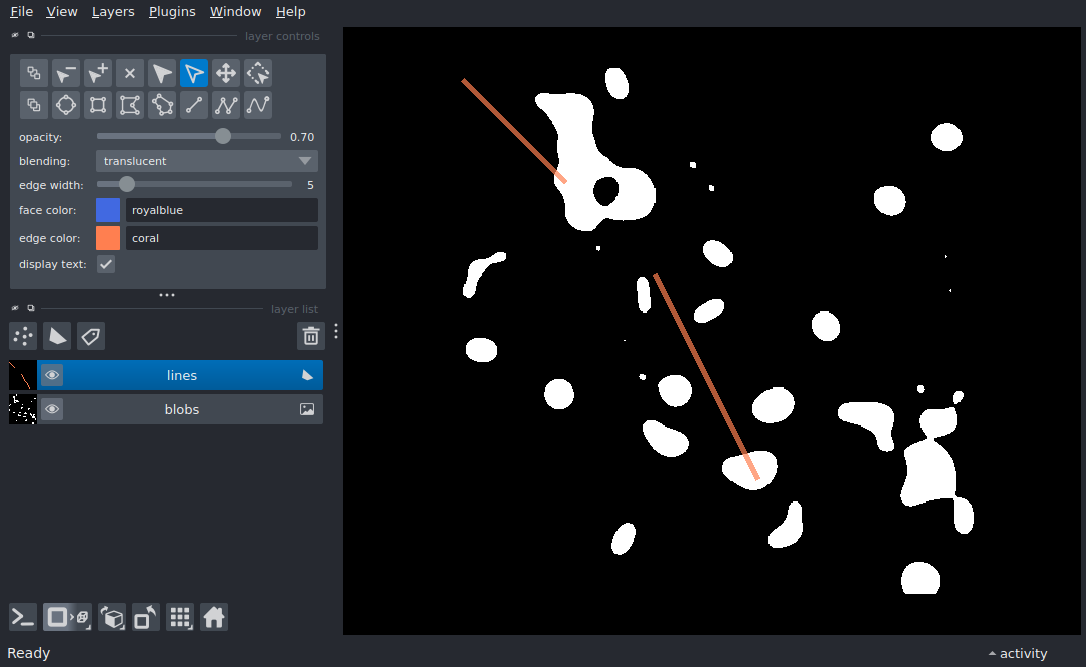 File View Layers Plugins Window Help
layer controls
opacity: 0.70
blending: translucent
edge width: 5
face color: royalblue
edge color: coral
display text:
layer list
lines
blobs
Ready
activity